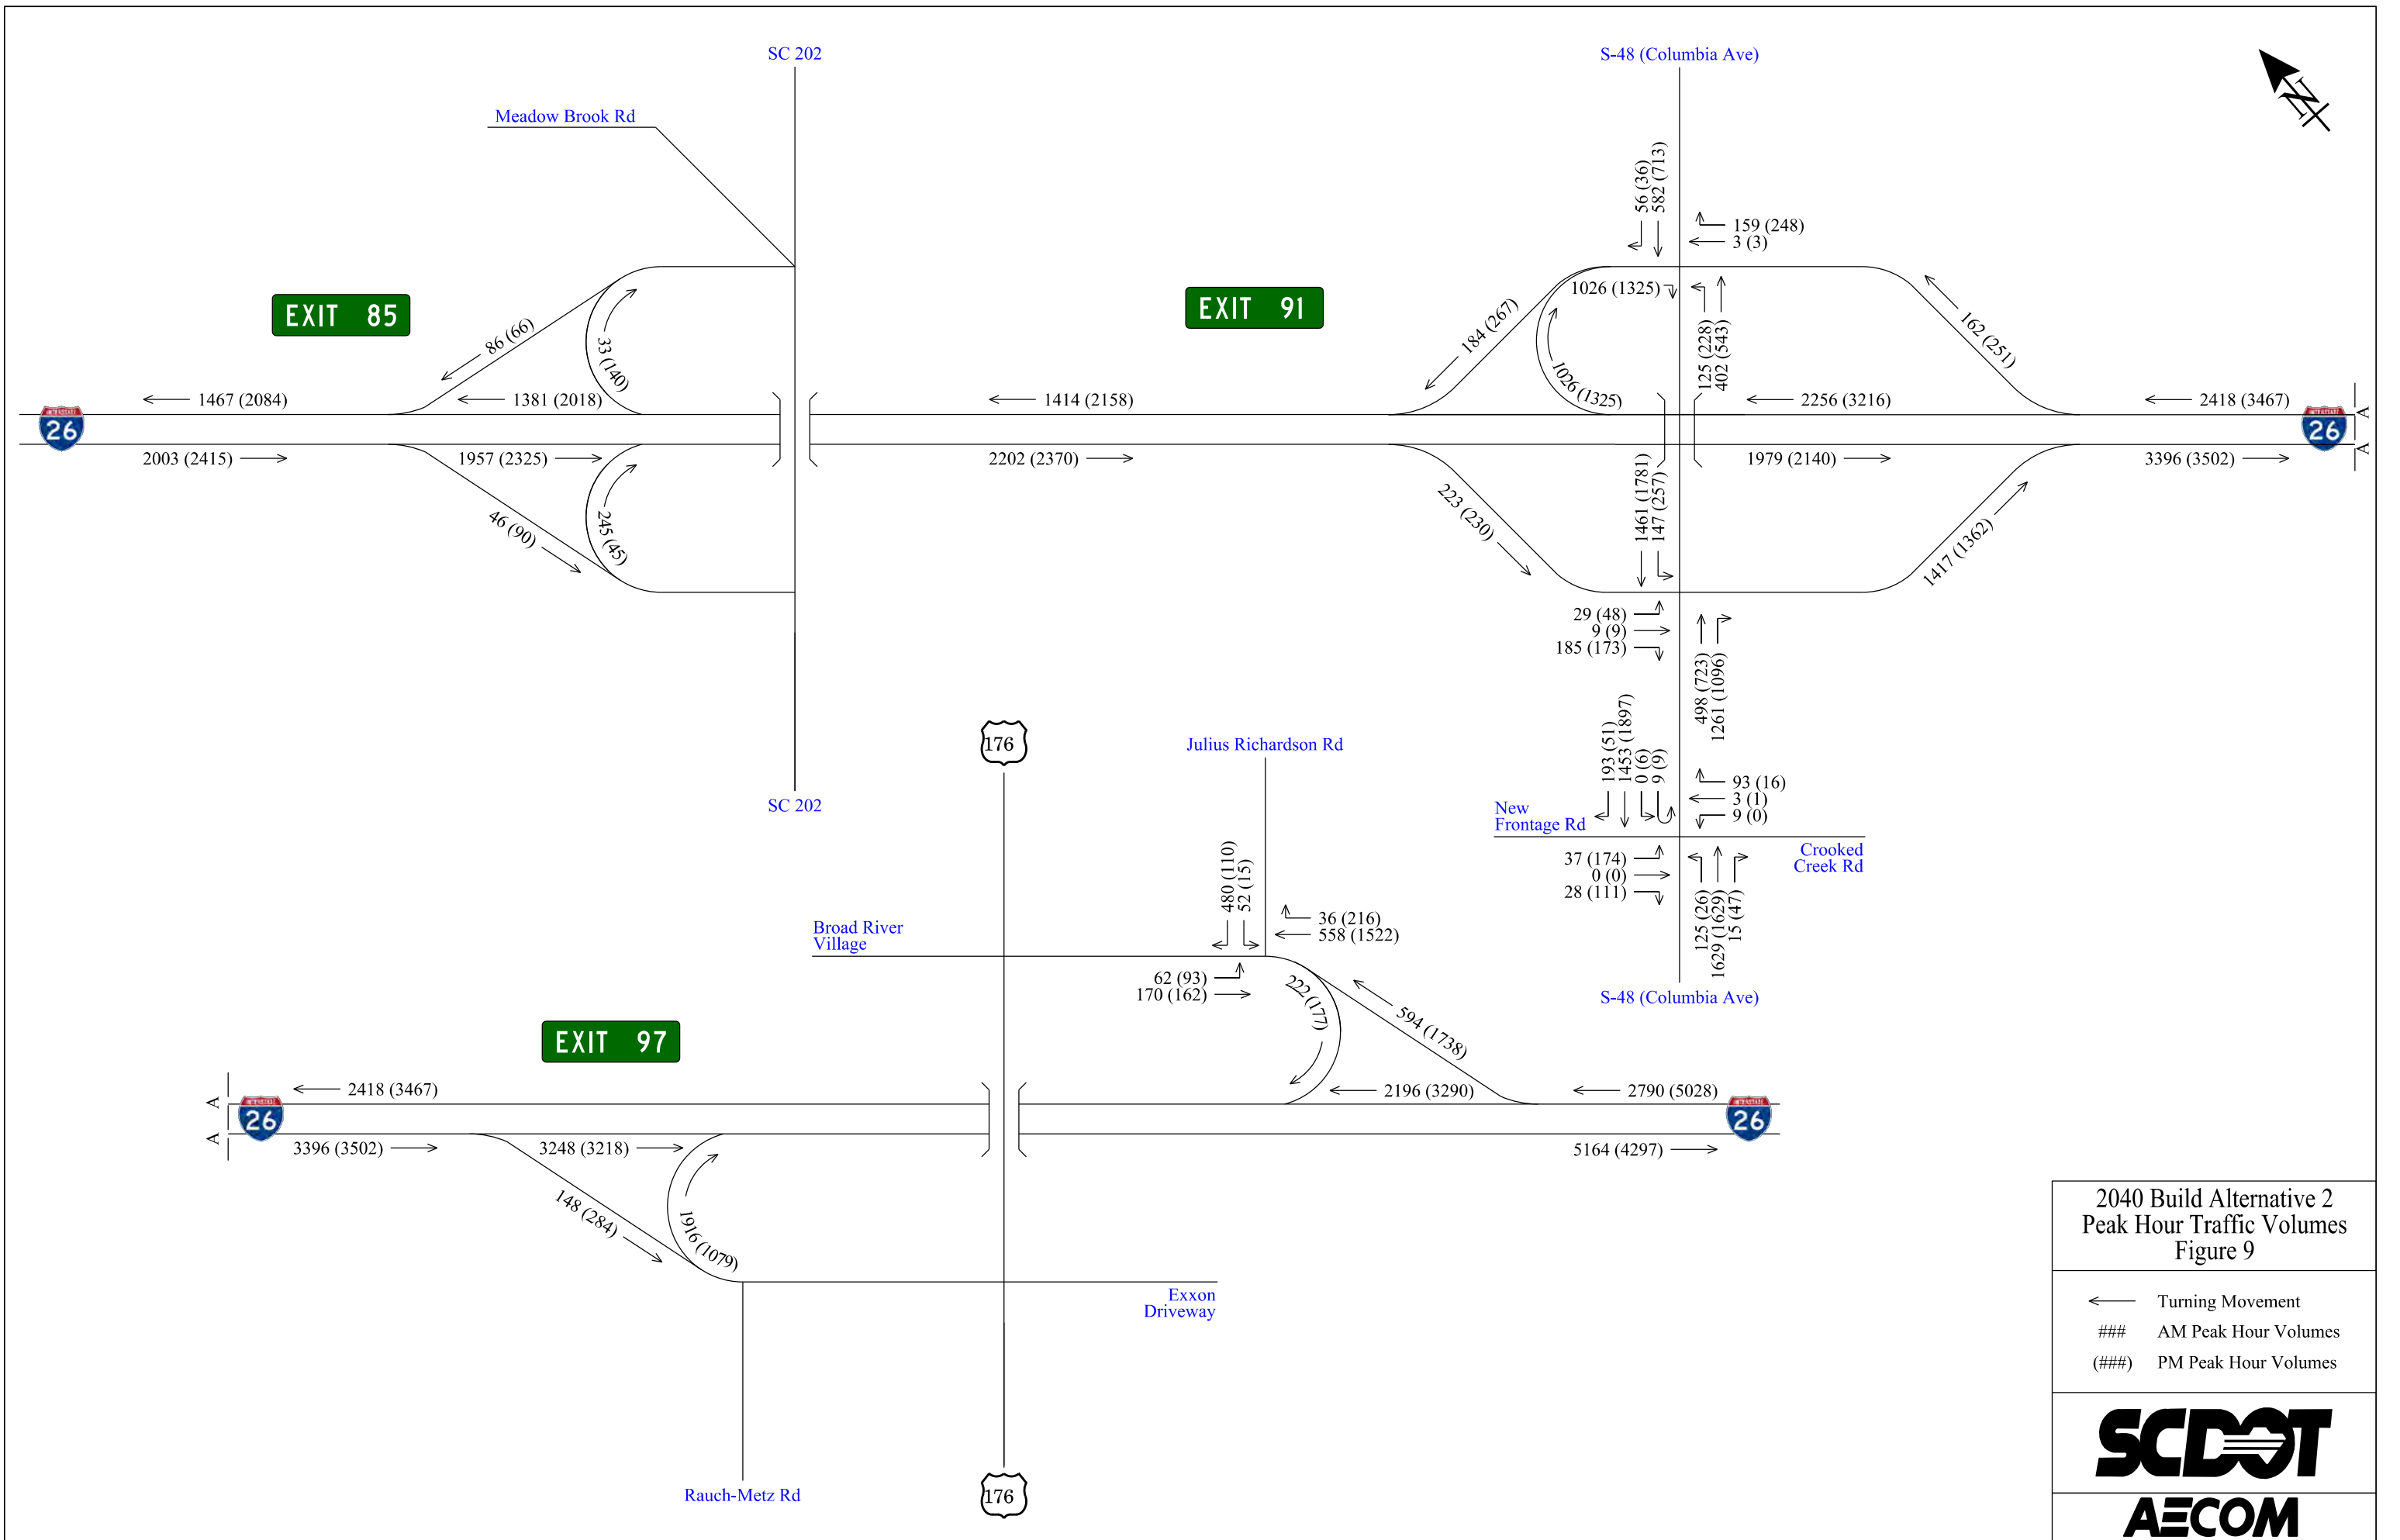 SC 202
S-48 (Columbia Ave)
N
Meadow Brook Rd
56 (36)
582 (713)
159 (248)
3 (3)
EXIT 85
EXIT 91
1026 (1325)
86 (66)
33 (140)
184 (267)
1026 (1325)
125 (228)
402 (543)
162 (251)
1467 (2084)
1381 (2018)
1414 (2158)
2256 (3216)
2418 (3467)
A
INTERSTATE
26
INTERSTATE
26
2003 (2415)
1957 (2325)
2202 (2370)
1979 (2140)
3396 (3502)
A
46 (90)
245 (45)
223 (230)
1461 (1781)
147 (257)
1417 (1362)
29 (48)
9 (9)
185 (173)
498 (723)
1261 (1096)
SC 202
176
Julius Richardson Rd
193 (51)
1453 (1897)
0 (6)
9 (9)
93 (16)
3 (1)
9 (0)
New
Frontage Rd
Crooked
Creek Rd
37 (174)
0 (0)
28 (111)
125 (26)
1629 (1629)
15 (47)
S-48 (Columbia Ave)
480 (110)
52 (15)
36 (216)
558 (1522)
Broad River
Village
62 (93)
170 (162)
222 (177)
594 (1738)
EXIT 97
2418 (3467)
2196 (3290)
2790 (5028)
A
INTERSTATE
26
INTERSTATE
26
A
3396 (3502)
3248 (3218)
5164 (4297)
148 (284)
1916 (1079)
Exxon
Driveway
Rauch-Metz Rd
176
2040 Build Alternative 2
Peak Hour Traffic Volumes
Figure 9
Turning Movement
### AM Peak Hour Volumes
(###) PM Peak Hour Volumes
SCDOT
AECOM